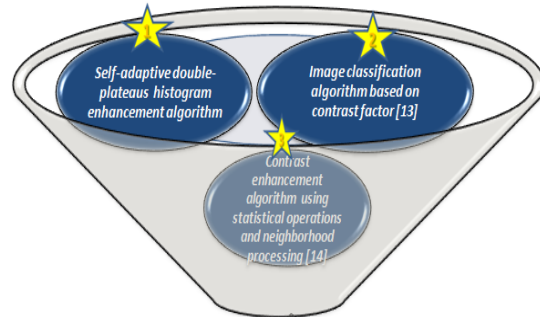 1
Self-adaptive double-
plateaus histogram
enhancement algorithm
2
Image classification
algorithm based on
contrast factor [13]
3
Contrast
enhancement
algorithm using
statistical operations
and neighborhood
processing [14]